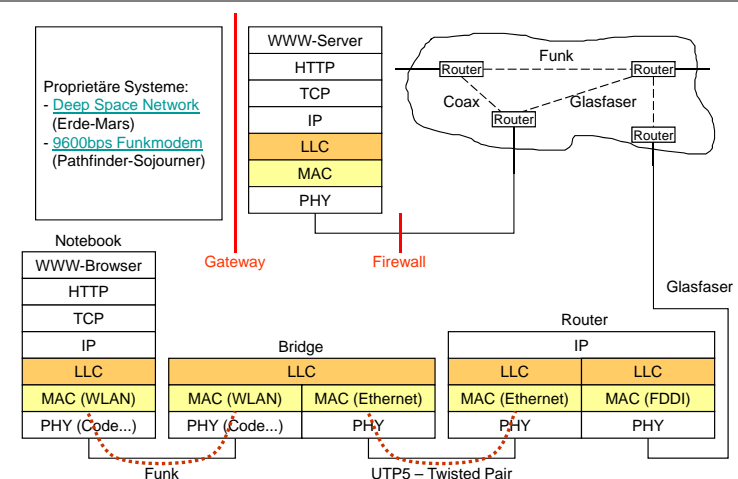 Proprietäre Systeme:
- Deep Space Network
(Erde-Mars)
- 9600bps Funkmodem
(Pathfinder-Sojourner)
Gateway
WWW-Server
HTTP
TCP
IP
LLC
MAC
PHY
Firewall
Router
Funk
Router
Coax
Glasfaser
Router
Router
Glasfaser
Notebook
WWW-Browser
HTTP
TCP
IP
LLC
MAC (WLAN)
PHY (Code...)
Funk
Bridge
LLC
MAC (WLAN)
MAC (Ethernet)
PHY (Code...)
PHY
UTP5 – Twisted Pair
Router
IP
LLC
LLC
MAC (Ethernet)
MAC (FDDI)
PHY
PHY